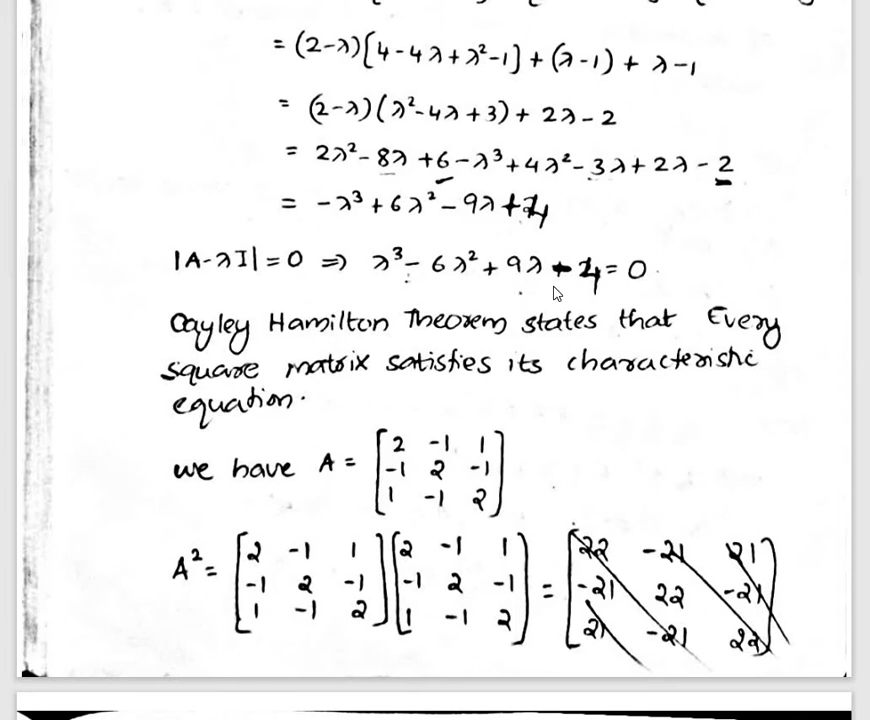 = (2-λ)[4-4λ+λ²-1] + (λ-1) + λ-1
= (2-λ)(λ²-4λ+3) + 2λ-2
= 2λ²-8λ+6-λ³+4λ²-3λ+2λ-2
= -λ³+6λ²-9λ+4
|A-λI|=0 ⇒ λ³-6λ²+9λ-4=0.
Cayley Hamilton Theorem states that Every
square matrix satisfies its characteristic
equation.
we have A = [2 -1 1; -1 2 -1; 1 -1 2]
A² = [2 -1 1; -1 2 -1; 1 -1 2] [2 -1 1; -1 2 -1; 1 -1 2] = [22 -21 21; -21 22 -21; 21 -21 22]